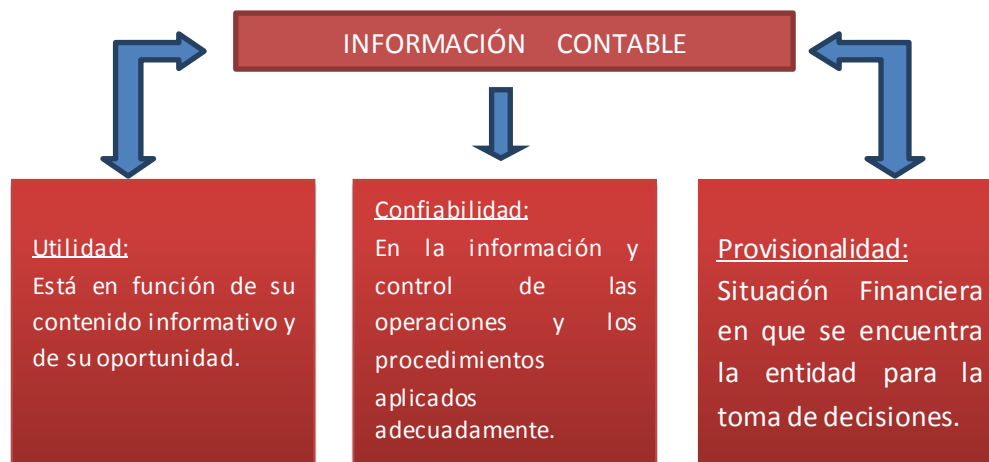 INFORMACIÓN CONTABLE
Utilidad:
Está en función de su
contenido informativo y
de su oportunidad.
Confiabilidad:
En la información y
control de las
operaciones y los
procedimientos
aplicados
adecuadamente.
Provisionalidad:
Situación Financiera
en que se encuentra
la entidad para la
toma de decisiones.